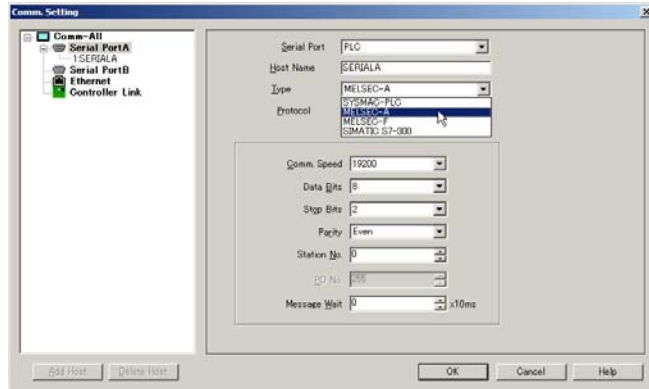 Comm. Setting
Comm-All
Serial PortA
1:SERIALA
Serial PortB
Ethernet
Controller Link
Serial Port PLC
Host Name SERIALA
Type MELSEC-A
SYSMAC-PLC
Protocol MELSEC-A
MELSEC-F
SIMATIC S7-300
Comm. Speed 19200
Data Bits 8
Stop Bits 2
Parity Even
Station No. 0
255
Message Wait 0 x10ms
Add Host Delete Host OK Cancel Help